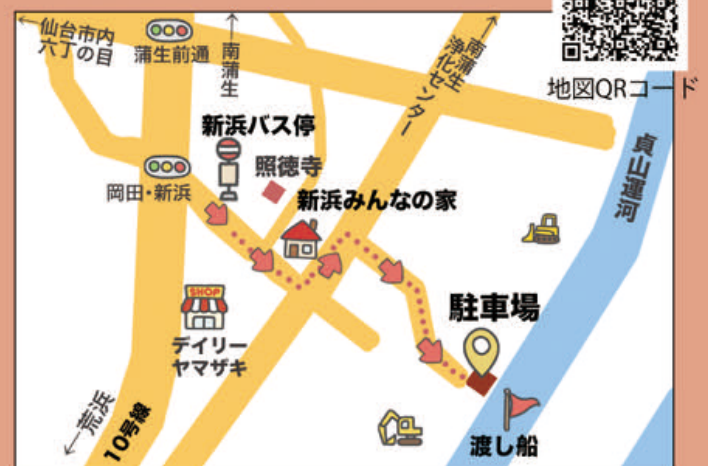 ←仙台市内
六丁の目
蒲生前通
←南蒲生
←南蒲生
浄化センター
地図QRコード
新浜バス停
照徳寺
岡田・新浜
新浜みんなの家
貞山運河
SHOP
デイリー
ヤマザキ
駐車場
←荒浜
10号線
渡し船